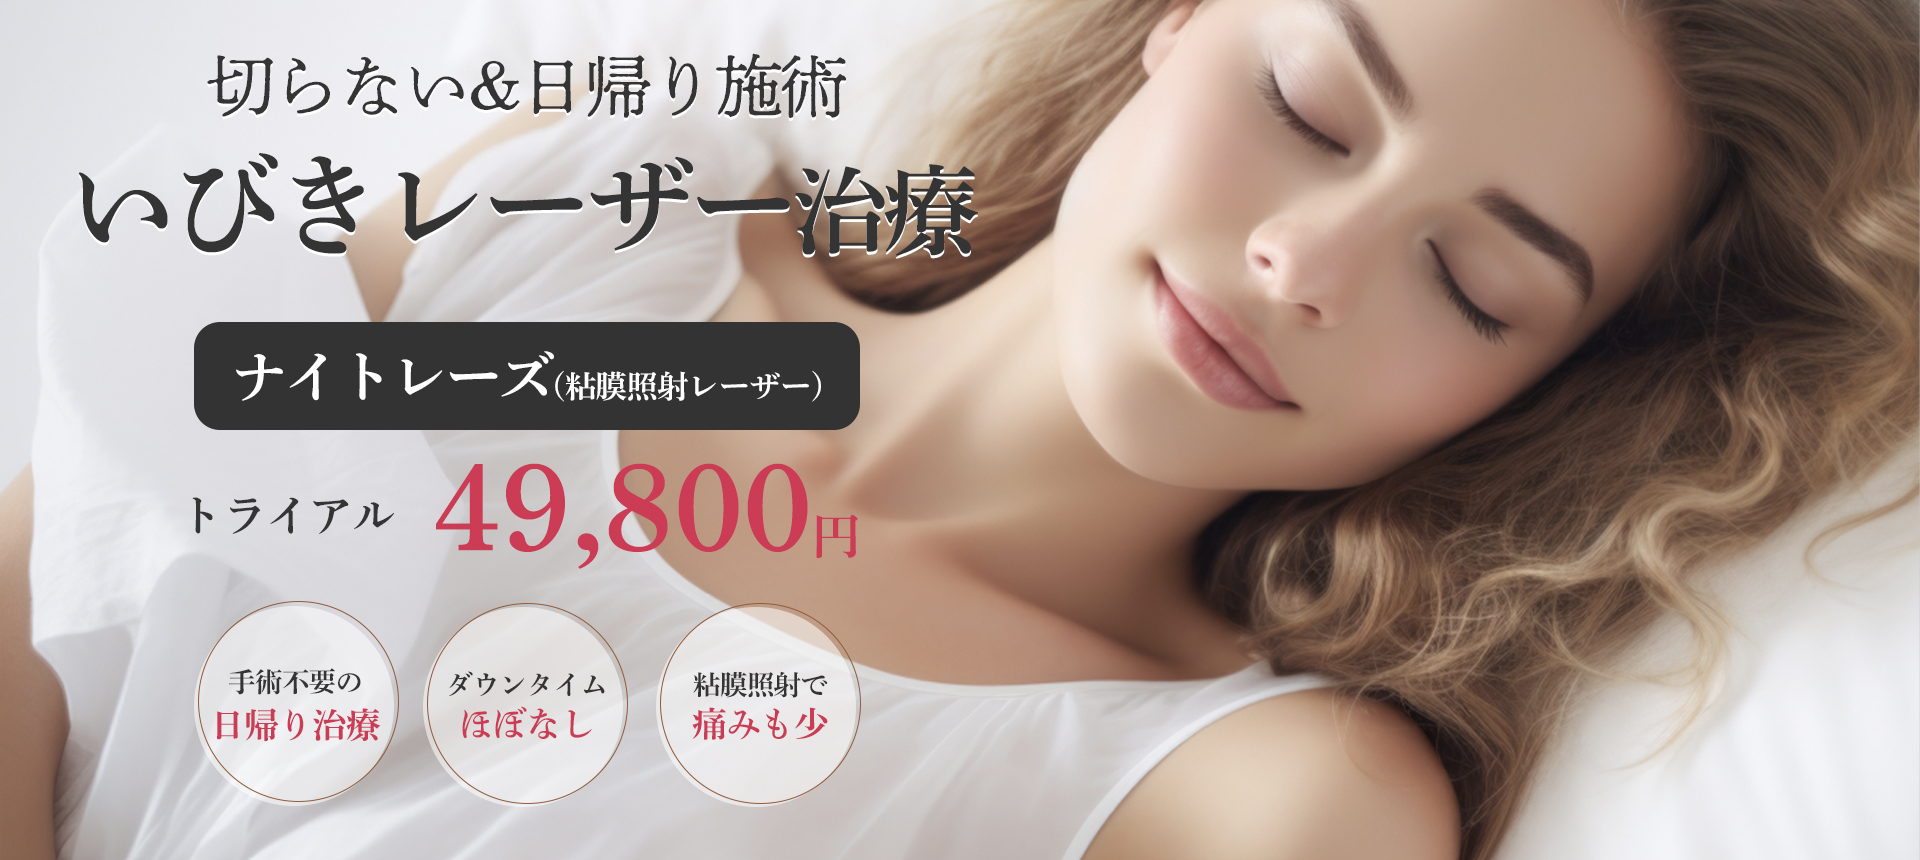 切らない&日帰り施術
いびきレーザー治療
ナイトレーズ(粘膜照射レーザー)
トライアル 49,800円
手術不要の
日帰り治療
ダウンタイム
ほぼなし
粘膜照射で
痛みも少